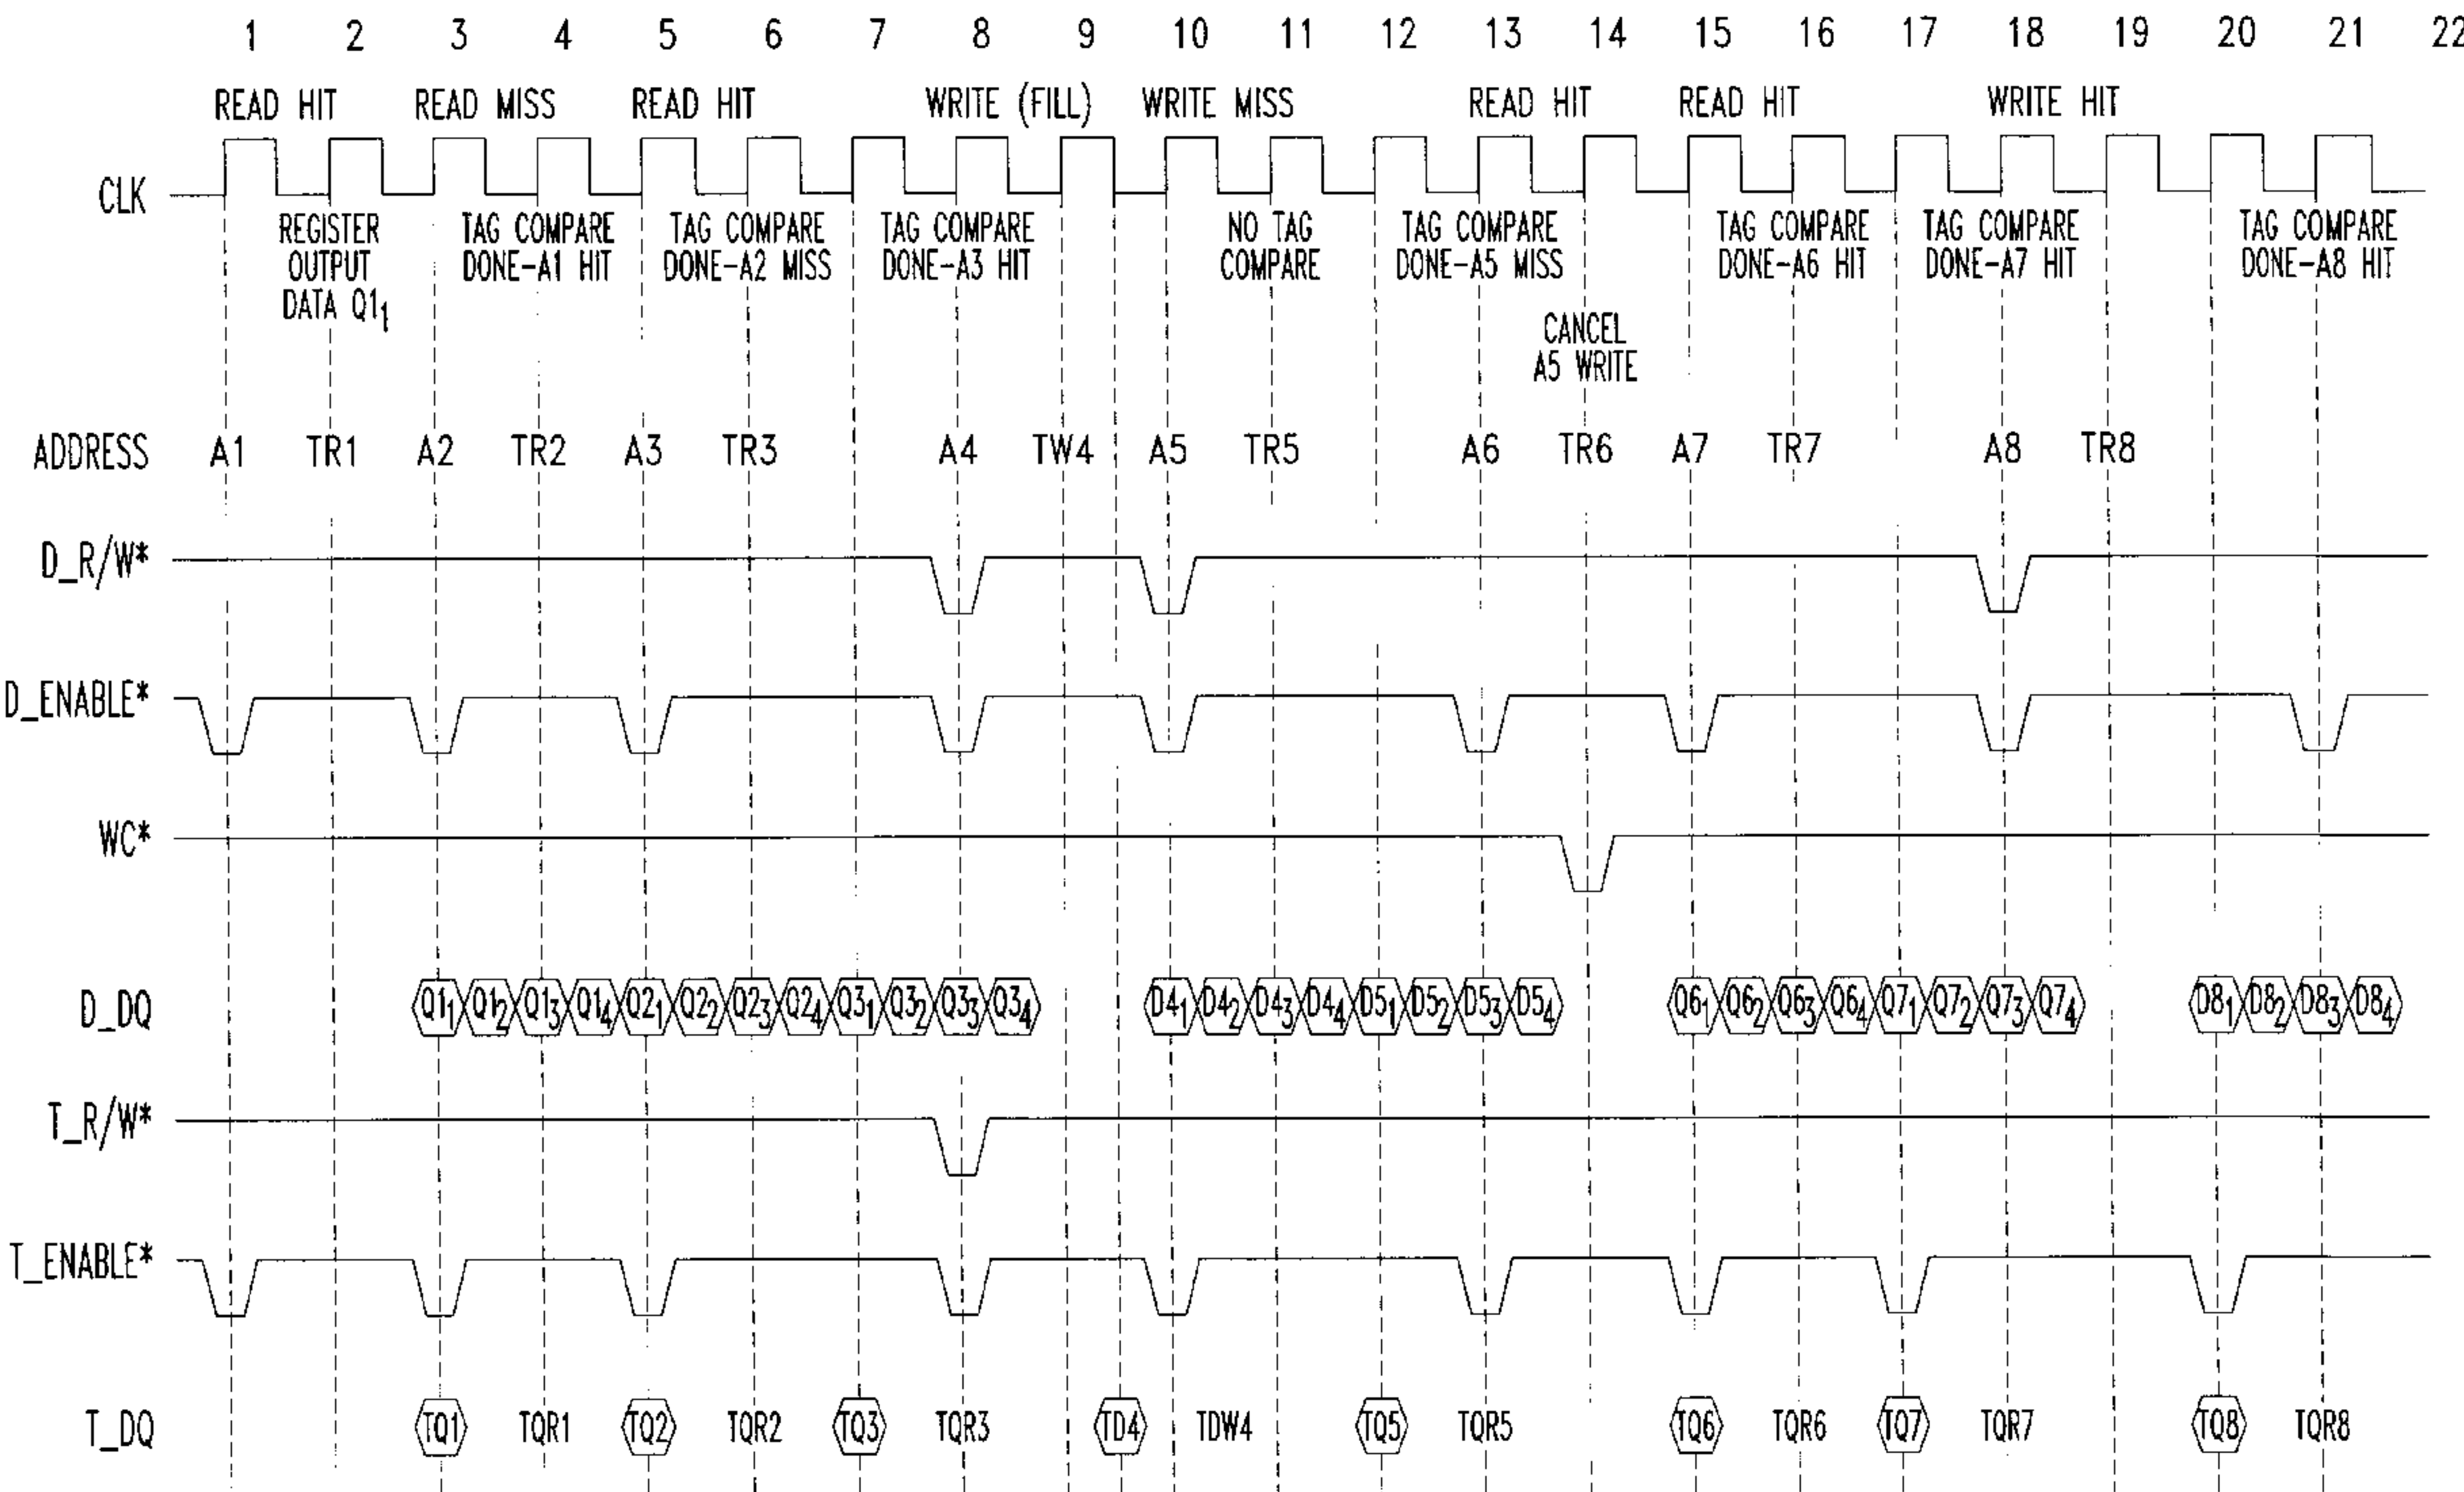 1 2 3 4 5 6 7 8 9 10 11 12 13 14 15 16 17 18 19 20 21 22
READ HIT READ MISS READ HIT WRITE (FILL) WRITE MISS READ HIT READ HIT WRITE HIT
CLK
REGISTER TAG COMPARE TAG COMPARE TAG COMPARE NO TAG TAG COMPARE TAG COMPARE TAG COMPARE TAG COMPARE
OUTPUT DONE-A1 HIT DONE-A2 MISS DONE-A3 HIT COMPARE DONE-A5 MISS DONE-A6 HIT DONE-A7 HIT DONE-A8 HIT
DATA Q1₁
CANCEL
A5 WRITE
ADDRESS A1 TR1 A2 TR2 A3 TR3 A4 TW4 A5 TR5 A6 TR6 A7 TR7 A8 TR8
D_R/W*
D_ENABLE*
WC*
D_DQ Q1₁ Q1₂ Q1₃ Q1₄ Q2₁ Q2₂ Q2₃ Q2₄ Q3₁ Q3₂ Q3₃ Q3₄ D4₁ D4₂ D4₃ D4₄ D5₁ D5₂ D5₃ D5₄ Q6₁ Q6₂ Q6₃ Q6₄ Q7₁ Q7₂ Q7₃ Q7₄ D8₁ D8₂ D8₃ D8₄
T_R/W*
T_ENABLE*
T_DQ TQ1 TQR1 TQ2 TQR2 TQ3 TQR3 TD4 TDW4 TQ5 TQR5 TQ6 TQR6 TQ7 TQR7 TQ8 TQR8